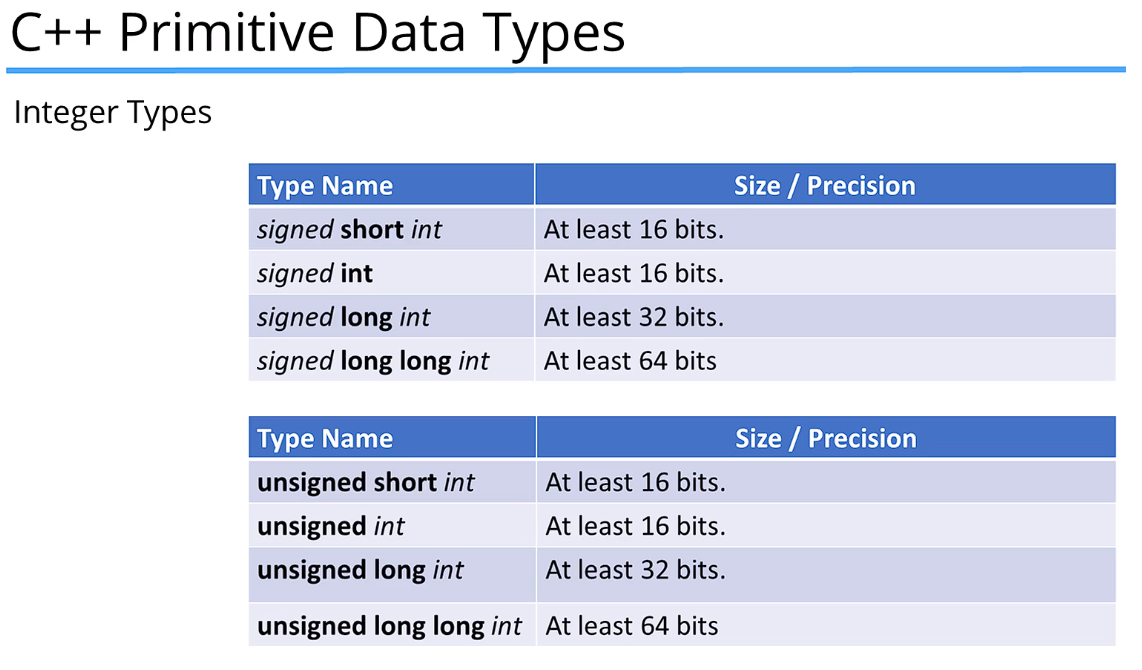 C++ Primitive Data Types
Integer Types
Type Name Size / Precision
signed short int At least 16 bits.
signed int At least 16 bits.
signed long int At least 32 bits.
signed long long int At least 64 bits
Type Name Size / Precision
unsigned short int At least 16 bits.
unsigned int At least 16 bits.
unsigned long int At least 32 bits.
unsigned long long int At least 64 bits